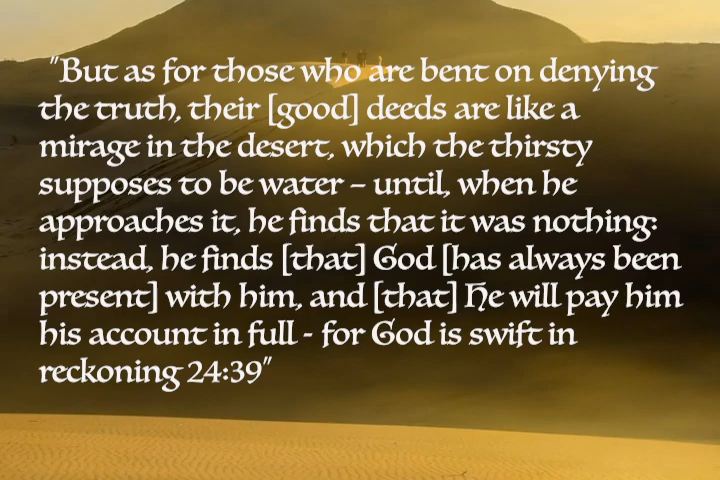 "But as for those who are bent on denying
the truth, their [good] deeds are like a
mirage in the desert, which the thirsty
supposes to be water – until, when he
approaches it, he finds that it was nothing:
instead, he finds [that] God [has always been
present] with him, and [that] He will pay him
his account in full - for God is swift in
reckoning 24:39"